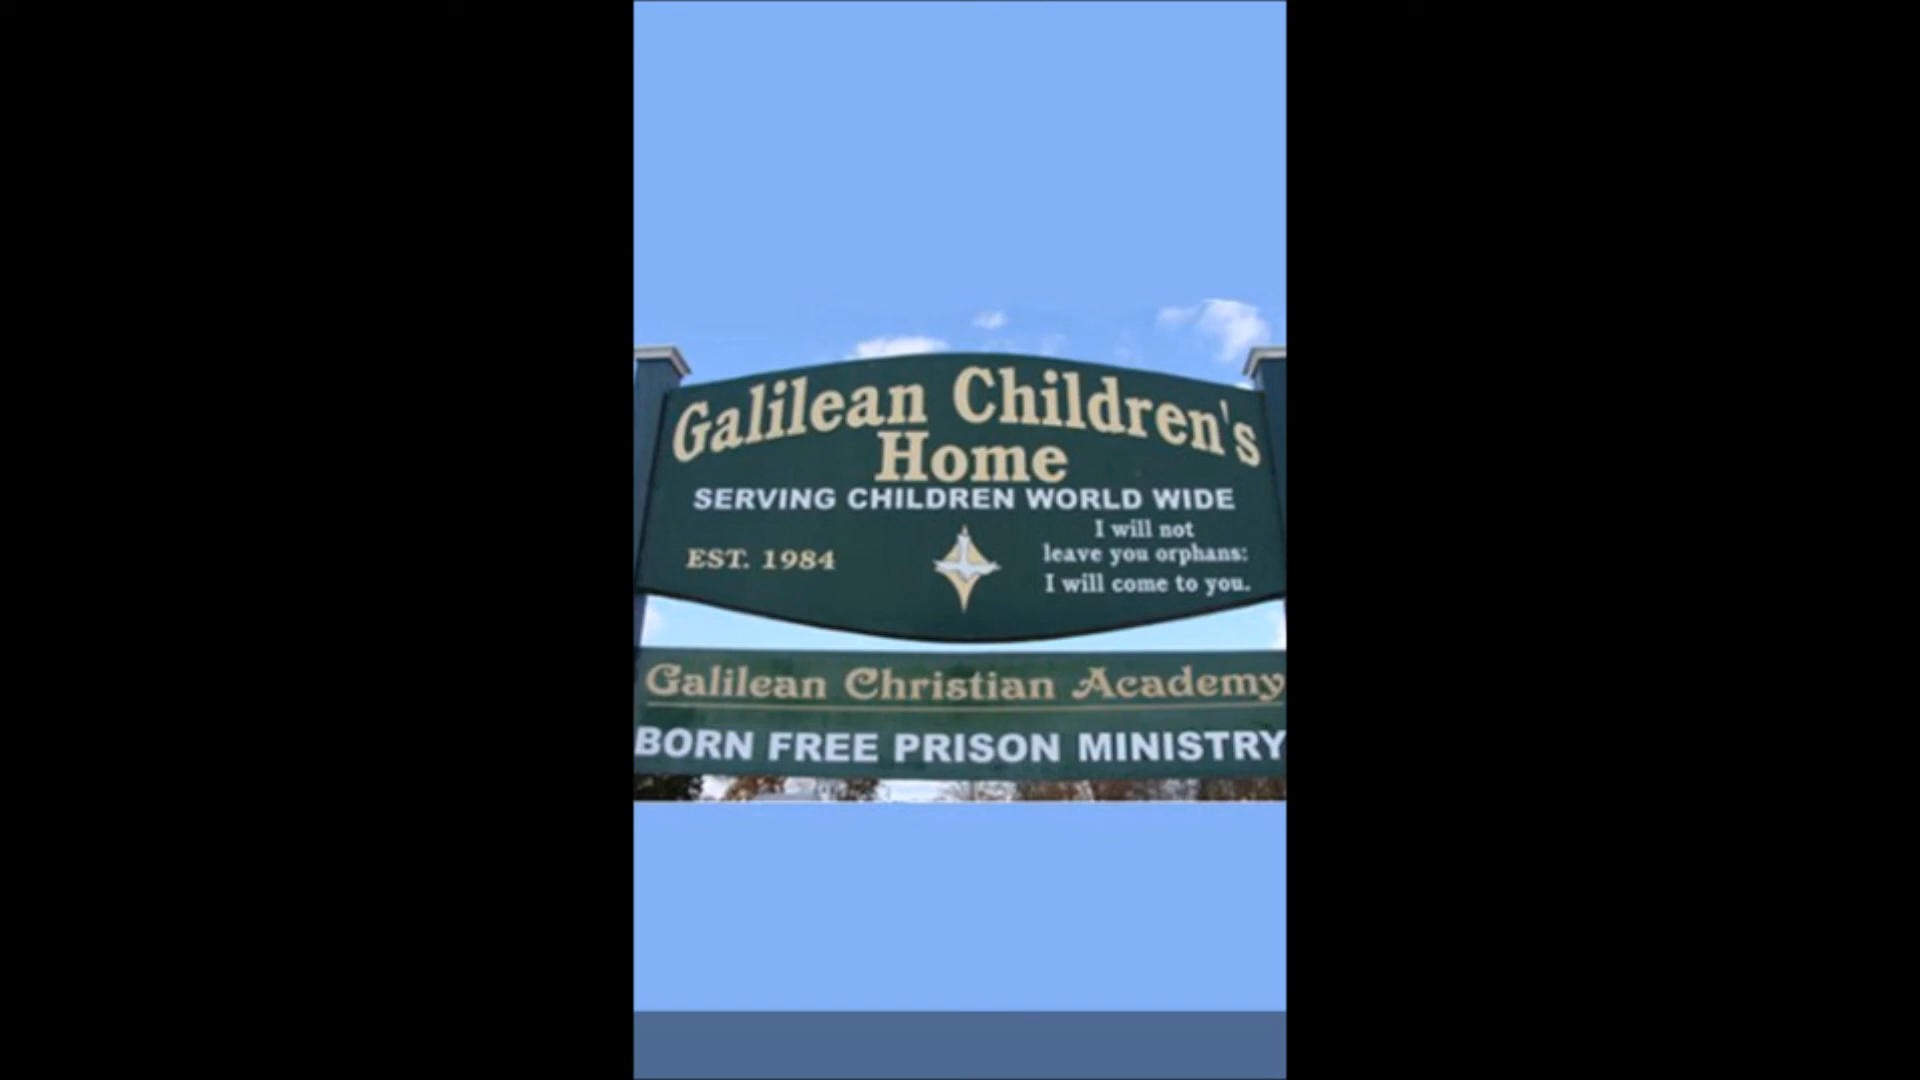 Galilean Children's
Home
SERVING CHILDREN WORLD WIDE
EST. 1984
I will not
leave you orphans:
I will come to you.
Galilean Christian Academy
BORN FREE PRISON MINISTRY